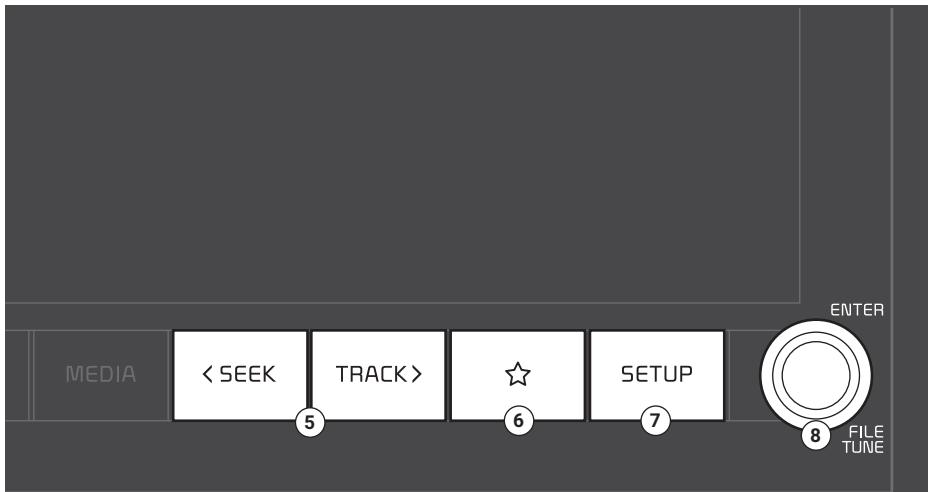 ENTER
MEDIA
< SEEK
TRACK >
☆
SETUP
5
6
7
8
FILE
TUNE